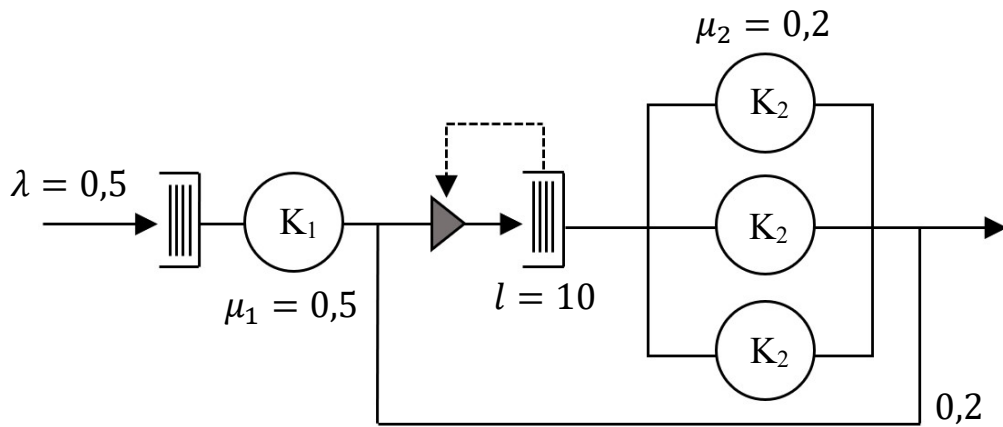 μ₂ = 0,2
K₂
λ = 0,5
K₁
K₂
μ₁ = 0,5
l = 10
K₂
0,2